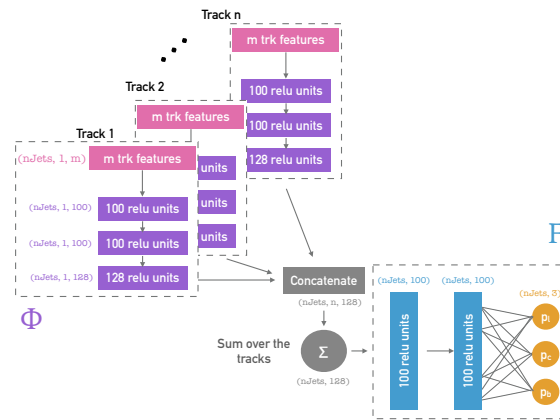 Track n
m trk features
100 relu units
100 relu units
128 relu units
Track 2
m trk features
units
units
units
Track 1
(nJets, 1, m)
m trk features
(nJets, 1, 100)
100 relu units
(nJets, 1, 100)
100 relu units
(nJets, 1, 128)
128 relu units
Φ
Concatenate
(nJets, n, 128)
Sum over the
tracks
Σ
(nJets, 128)
F
(nJets, 100)
(nJets, 100)
(nJets, 3)
100 relu units
100 relu units
pl
pc
pb